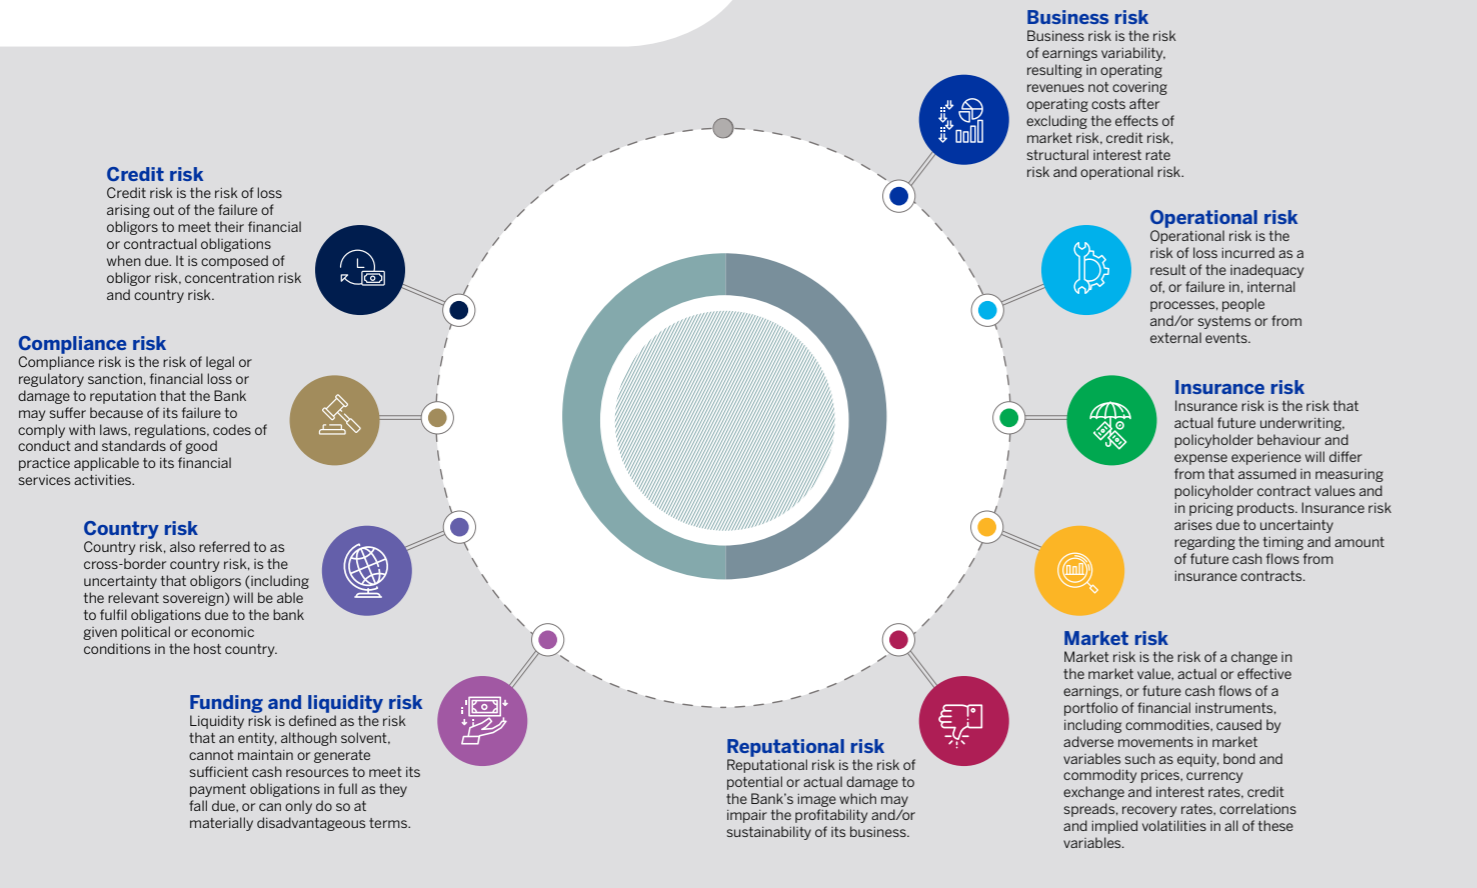 Business risk
Business risk is the risk
of earnings variability,
resulting in operating
revenues not covering
operating costs after
excluding the effects of
market risk, credit risk,
structural interest rate
risk and operational risk.
Credit risk
Credit risk is the risk of loss
arising out of the failure of
obligors to meet their financial
or contractual obligations
when due. It is composed of
obligor risk, concentration risk
and country risk.
Operational risk
Operational risk is the
risk of loss incurred as a
result of the inadequacy
of, or failure in, internal
processes, people
and/or systems or from
external events.
Compliance risk
Compliance risk is the risk of legal or
regulatory sanction, financial loss or
damage to reputation that the Bank
may suffer because of its failure to
comply with laws, regulations, codes of
conduct and standards of good
practice applicable to its financial
services activities.
Insurance risk
Insurance risk is the risk that
actual future underwriting,
policyholder behaviour and
expense experience will differ
from that assumed in measuring
policyholder contract values and
in pricing products. Insurance risk
arises due to uncertainty
regarding the timing and amount
of future cash flows from
insurance contracts.
Country risk
Country risk, also referred to as
cross-border country risk, is the
uncertainty that obligors (including
the relevant sovereign) will be able
to fulfil obligations due to the bank
given political or economic
conditions in the host country.
Market risk
Market risk is the risk of a change in
the market value, actual or effective
earnings, or future cash flows of a
portfolio of financial instruments,
including commodities, caused by
adverse movements in market
variables such as equity, bond and
commodity prices, currency
exchange and interest rates, credit
spreads, recovery rates, correlations
and implied volatilities in all of these
variables.
Funding and liquidity risk
Liquidity risk is defined as the risk
that an entity, although solvent,
cannot maintain or generate
sufficient cash resources to meet its
payment obligations in full as they
fall due, or can only do so at
materially disadvantageous terms.
Reputational risk
Reputational risk is the risk of
potential or actual damage to
the Bank's image which may
impair the profitability and/or
sustainability of its business.